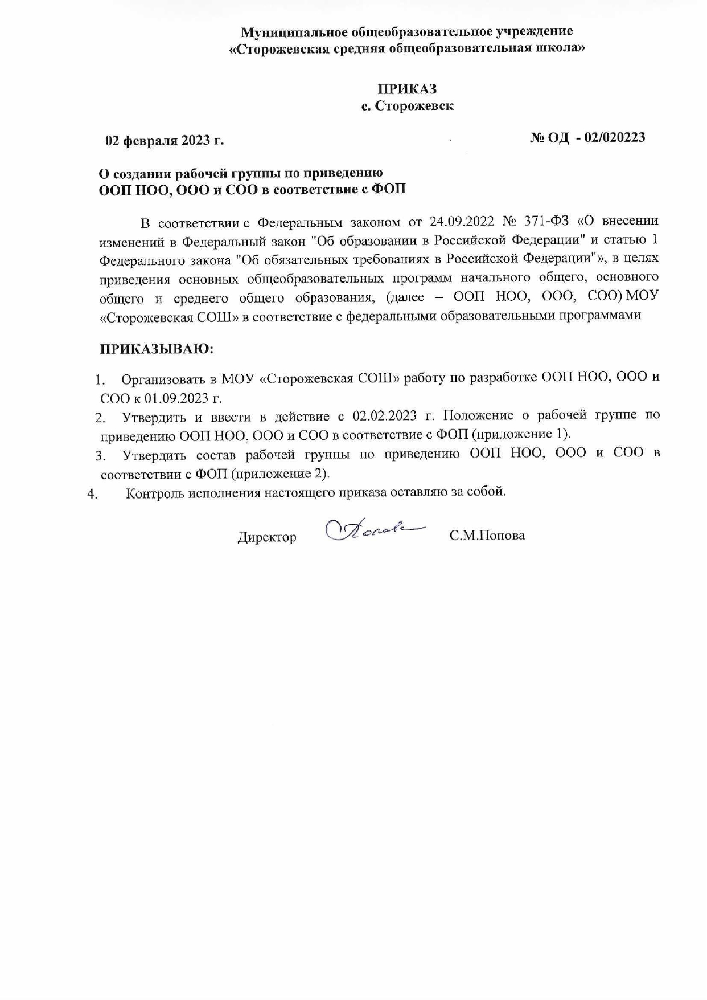 Муниципальное общеобразовательное учреждение
«Сторожевская средняя общеобразовательная школа»
ПРИКАЗ
с. Сторожевск
02 февраля 2023 г. № ОД - 02/020223
О создании рабочей группы по приведению
ООП НОО, ООО и СОО в соответствие с ФОП
В соответствии с Федеральным законом от 24.09.2022 № 371-ФЗ «О внесении
изменений в Федеральный закон "Об образовании в Российской Федерации" и статью 1
Федерального закона "Об обязательных требованиях в Российской Федерации"», в целях
приведения основных общеобразовательных программ начального общего, основного
общего и среднего общего образования, (далее – ООП НОО, ООО, СОО) МОУ
«Сторожевская СОШ» в соответствие с федеральными образовательными программами
ПРИКАЗЫВАЮ:
1. Организовать в МОУ «Сторожевская СОШ» работу по разработке ООП НОО, ООО и
СОО к 01.09.2023 г.
2. Утвердить и ввести в действие с 02.02.2023 г. Положение о рабочей группе по
приведению ООП НОО, ООО и СОО в соответствие с ФОП (приложение 1).
3. Утвердить состав рабочей группы по приведению ООП НОО, ООО и СОО в
соответствии с ФОП (приложение 2).
4. Контроль исполнения настоящего приказа оставляю за собой.
Директор С.М.Попова